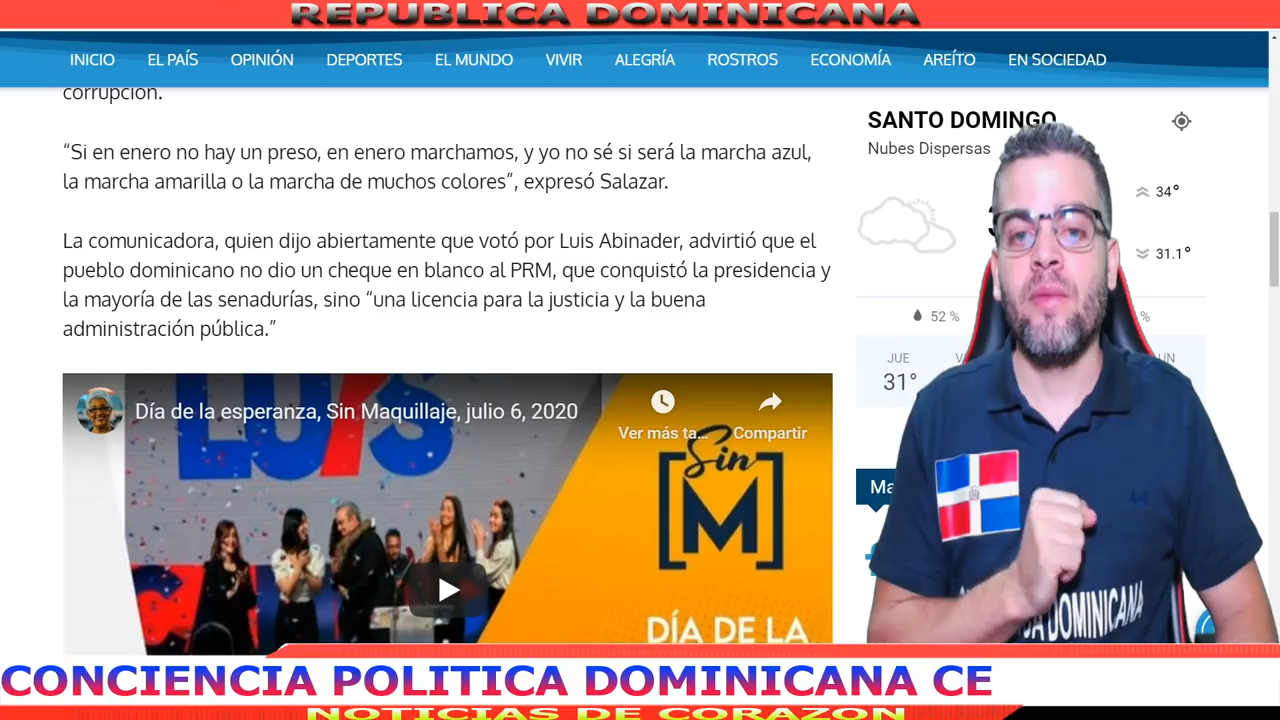 REPUBLICA DOMINICANA
INICIO EL PAÍS OPINIÓN DEPORTES EL MUNDO VIVIR ALEGRÍA ROSTROS ECONOMÍA AREÍTO EN SOCIEDAD
corrupción.
“Si en enero no hay un preso, en enero marchamos, y yo no sé si será la marcha azul,
la marcha amarilla o la marcha de muchos colores”, expresó Salazar.
La comunicadora, quien dijo abiertamente que votó por Luis Abinader, advirtió que el
pueblo dominicano no dio un cheque en blanco al PRM, que conquistó la presidencia y
la mayoría de las senadurías, sino “una licencia para la justicia y la buena
administración pública.”
Día de la esperanza, Sin Maquillaje, julio 6, 2020
Ver más ta...
Compartir
LUIS
Sin
M
DÍA DE LA
SANTO DOMINGO
Nubes Dispersas
34°
31.1°
52 %
%
JUE
31°
UN
Ma
DOMINICANA
CONCIENCIA POLITICA DOMINICANA CE
NOTICIAS DE CORAZON